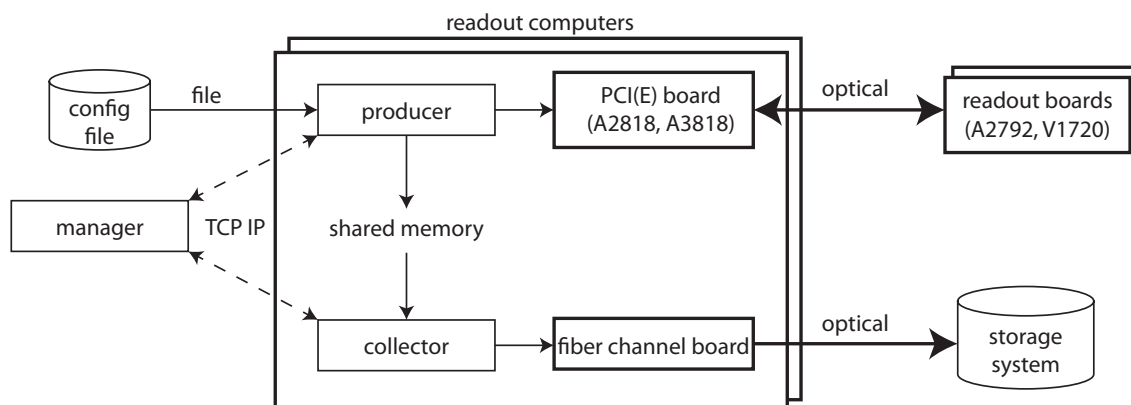 readout computers
config
file
file
producer
PCI(E) board
(A2818, A3818)
optical
readout boards
(A2792, V1720)
manager
TCP IP
shared memory
collector
fiber channel board
optical
storage
system